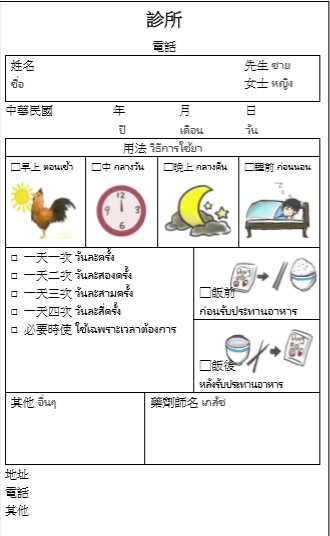 診所
電話
姓名 先生 ชาย
ชื่อ 女士 หญิง
中華民國 年 月 日
ปี เดือน วัน
用法 วิธีการใช้ยา
□早上 ตอนเช้า □中 กลางวัน □晚上 กลางคืน □睡前 ก่อนนอน
12
9 3
6
□ 一天一次 วันละครั้ง
□ 一天二次 วันละสองครั้ง
□ 一天三次 วันละสามครั้ง
□ 一天四次 วันละสี่ครั้ง
□ 必要時使 ใช้เฉพาะเวลาต้องการ
□飯前
ก่อนรับประทานอาหาร
□飯後
หลังรับประทานอาหาร
其他 อื่นๆ 藥劑師名 เภสัช
地址
電話
其他